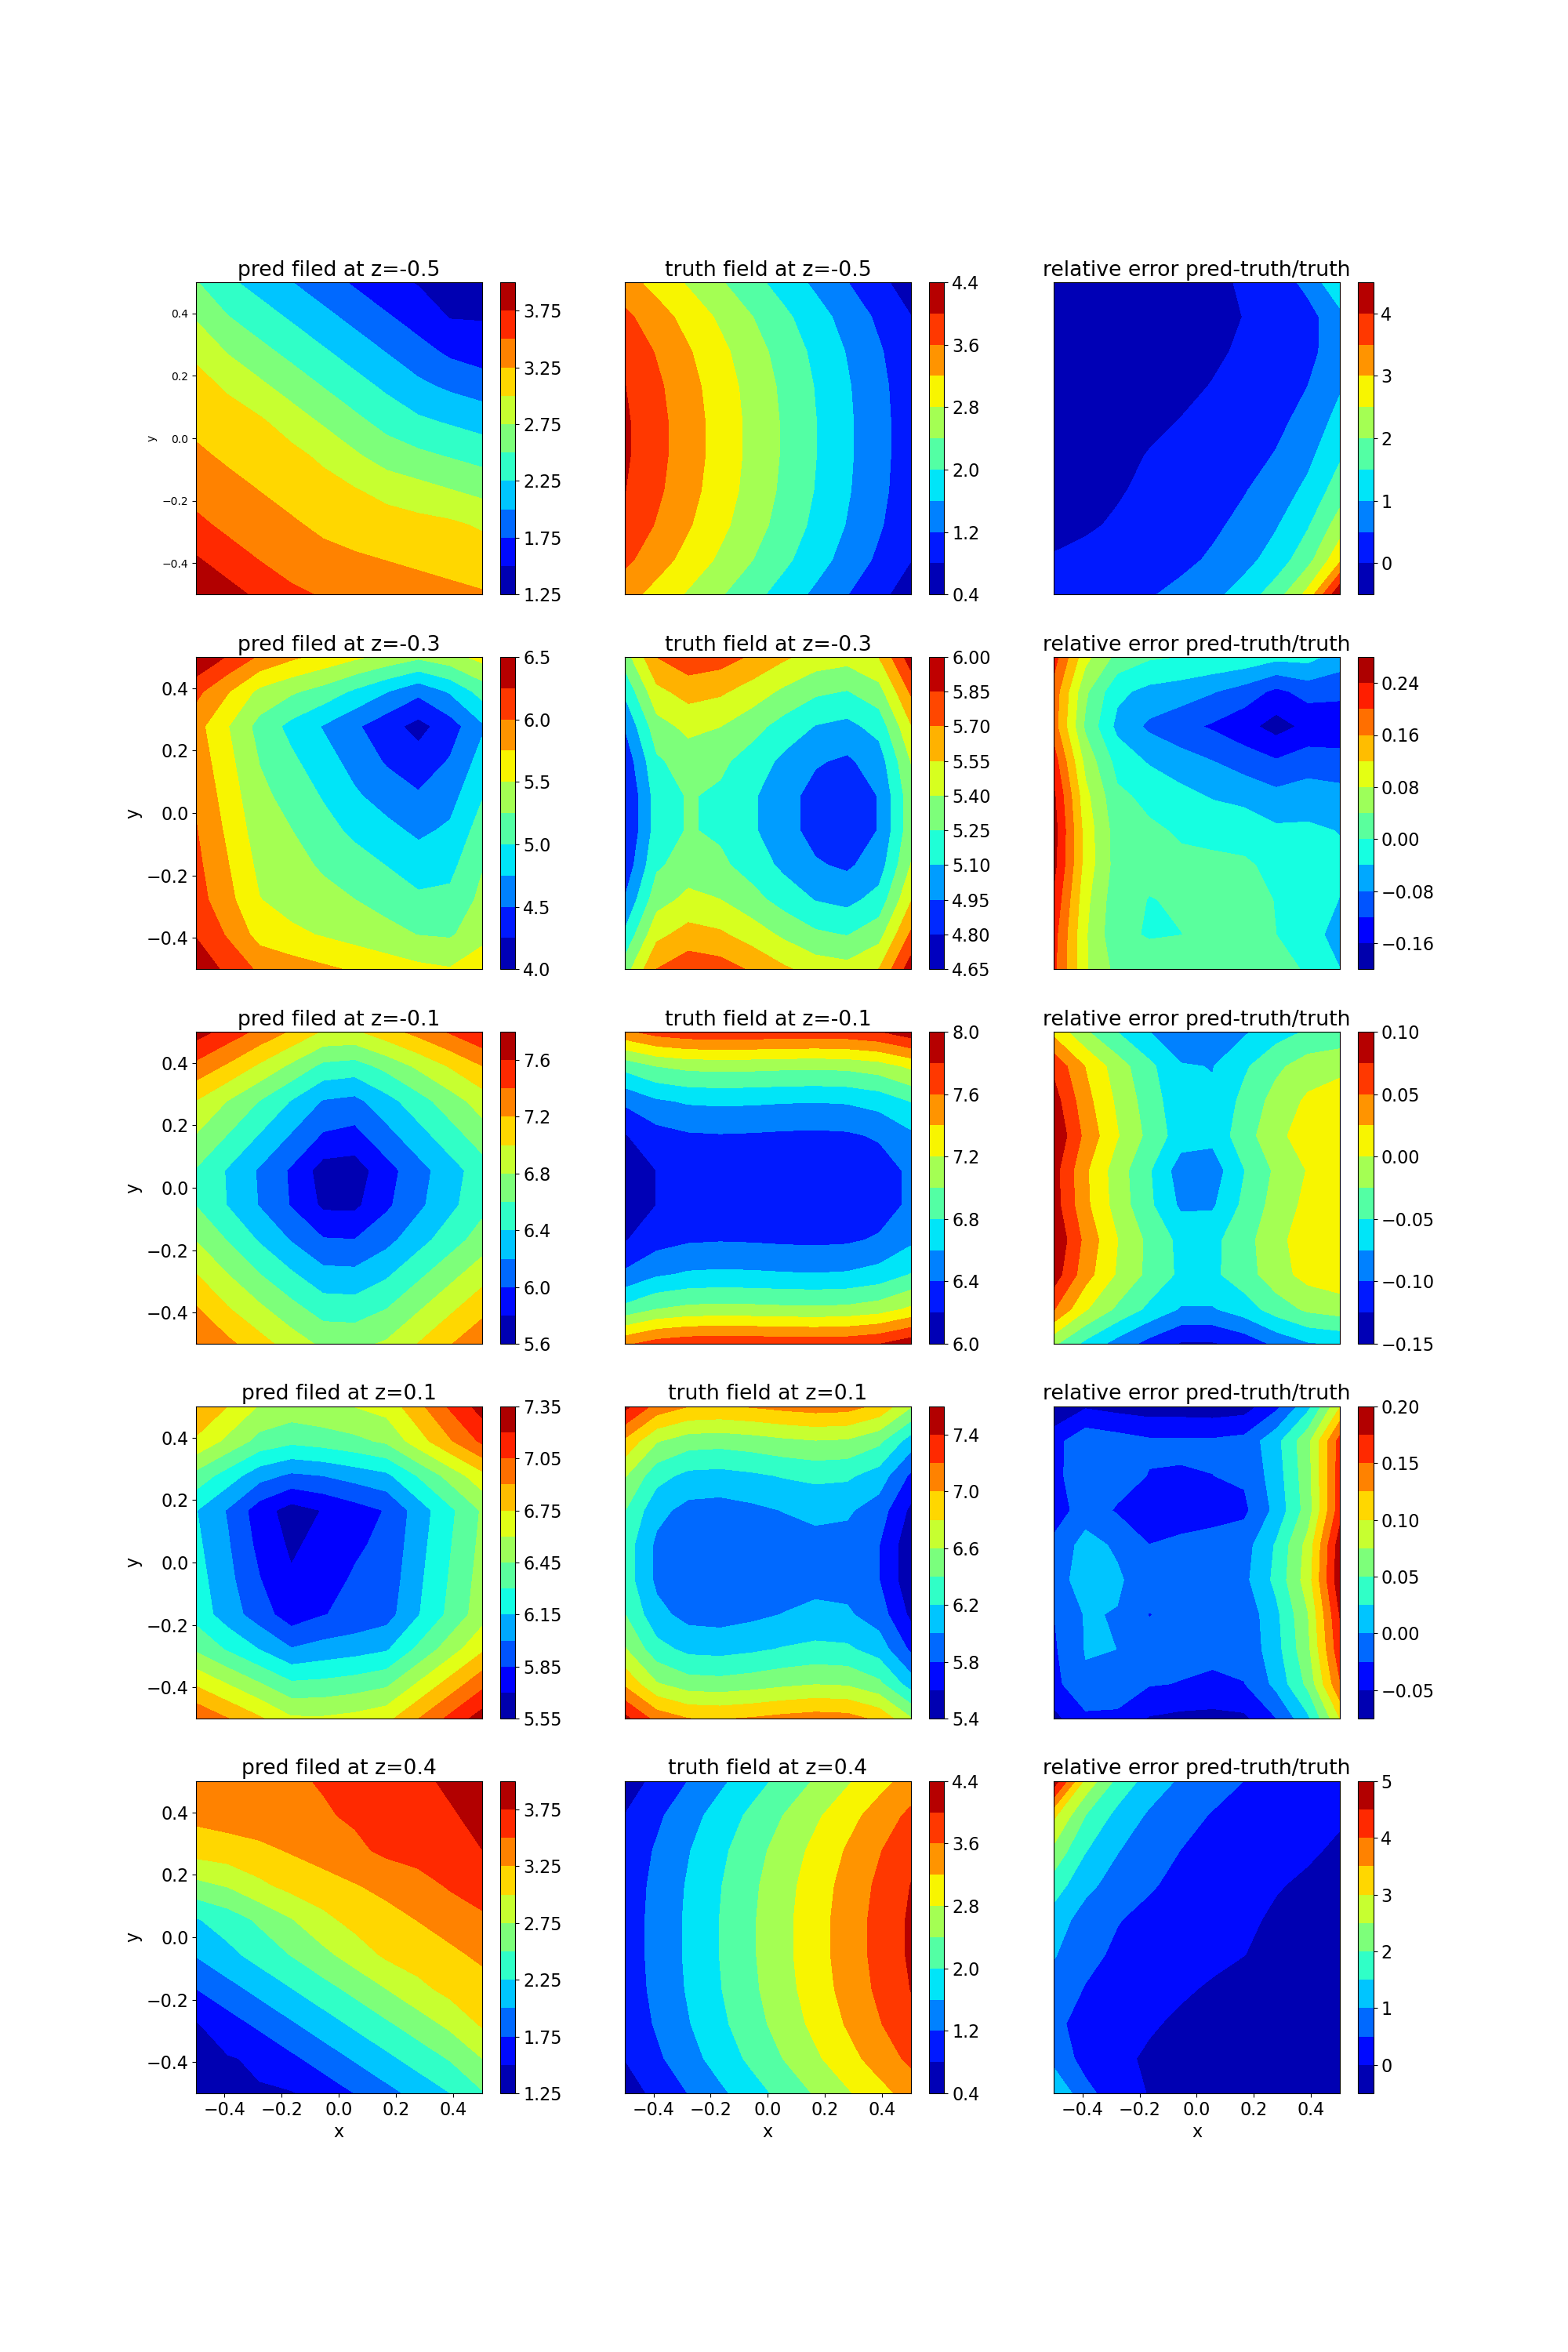 pred filed at z=-0.5 truth field at z=-0.5 relative error pred-truth/truth
0.4 3.75 4.4 4
3.6
0.2 3.25 3
2.8
y 0.0 2.75 2
2.0
−0.2 2.25 1
1.2
−0.4 1.75 0
1.25 0.4
pred filed at z=-0.3 truth field at z=-0.3 relative error pred-truth/truth
6.5 6.00
0.4 5.85 0.24
6.0 5.70
0.2 5.55 0.16
5.5 5.40 0.08
y 0.0 5.25 0.00
5.0 5.10
−0.2 4.95 −0.08
4.5 4.80
−0.4 −0.16
4.0 4.65
pred filed at z=-0.1 truth field at z=-0.1 relative error pred-truth/truth
8.0 0.10
0.4 7.6
7.6 0.05
0.2 7.2
7.2 0.00
6.8
y 0.0 6.8 −0.05
6.4
−0.2 6.4 −0.10
6.0
−0.4
5.6 6.0 −0.15
pred filed at z=0.1 truth field at z=0.1 relative error pred-truth/truth
7.35 0.20
0.4 7.4
7.05 0.15
0.2 6.75 7.0 0.10
y 0.0 6.45 6.6 0.05
6.15 6.2 0.00
−0.2
5.85 5.8 −0.05
−0.4
5.55 5.4
pred filed at z=0.4 truth field at z=0.4 relative error pred-truth/truth
4.4 5
0.4 3.75
3.6 4
0.2 3.25
2.8 3
y 0.0 2.75 2
2.25 2.0
−0.2 1
1.75 1.2
−0.4 0
1.25 0.4
−0.4 −0.2 0.0 0.2 0.4 −0.4 −0.2 0.0 0.2 0.4 −0.4 −0.2 0.0 0.2 0.4
x x x